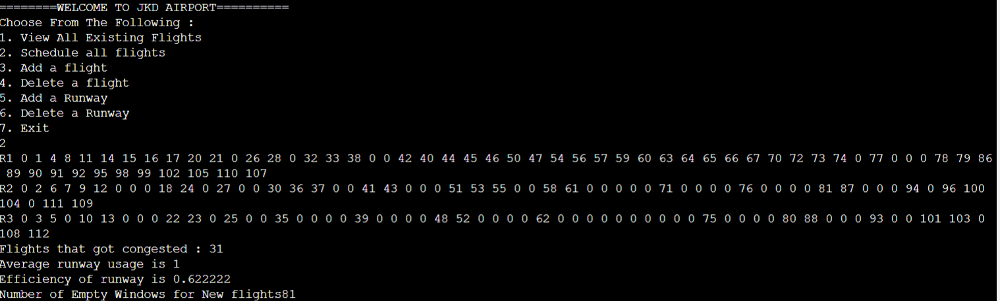 ========WELCOME TO JKD AIRPORT==========
Choose From The Following :
1. View All Existing Flights
2. Schedule all flights
3. Add a flight
4. Delete a flight
5. Add a Runway
6. Delete a Runway
7. Exit
2
R1 0 1 4 8 11 14 15 16 17 20 21 0 26 28 0 32 33 38 0 0 42 40 44 45 46 50 47 54 56 57 59 60 63 64 65 66 67 70 72 73 74 0 77 0 0 0 78 79 86
89 90 91 92 95 98 99 102 105 110 107
R2 0 2 6 7 9 12 0 0 0 18 24 0 27 0 0 30 36 37 0 0 41 43 0 0 0 51 53 55 0 0 58 61 0 0 0 0 0 71 0 0 0 0 76 0 0 0 0 81 87 0 0 0 94 0 96 100
104 0 111 109
R3 0 3 5 0 10 13 0 0 0 22 23 0 25 0 0 35 0 0 0 0 39 0 0 0 0 48 52 0 0 0 0 62 0 0 0 0 0 0 0 0 0 0 75 0 0 0 0 80 88 0 0 0 93 0 0 101 103 0
108 112
Flights that got congested : 31
Average runway usage is 1
Efficiency of runway is 0.622222
Number of Empty Windows for New flights81